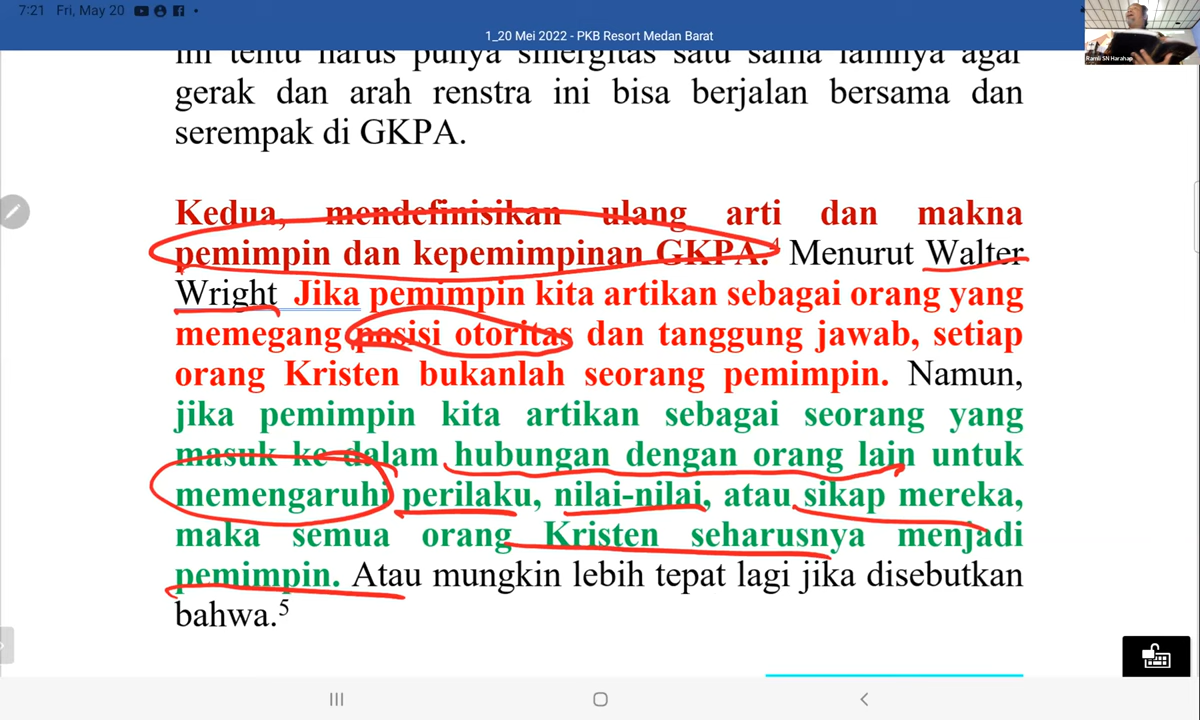 7:21 Fri, May 20
1_20 Mei 2022 - PKB Resort Medan Barat
Ramli SN Harahap
ini tentu harus punya sinergitas satu sama lainnya agar
gerak dan arah renstra ini bisa berjalan bersama dan
serempak di GKPA.
Kedua, mendefinisikan ulang arti dan makna
pemimpin dan kepemimpinan GKPA.⁴ Menurut Walter
Wright Jika pemimpin kita artikan sebagai orang yang
memegang posisi otoritas dan tanggung jawab, setiap
orang Kristen bukanlah seorang pemimpin. Namun,
jika pemimpin kita artikan sebagai seorang yang
masuk ke dalam hubungan dengan orang lain untuk
memengaruhi perilaku, nilai-nilai, atau sikap mereka,
maka semua orang Kristen seharusnya menjadi
pemimpin. Atau mungkin lebih tepat lagi jika disebutkan
bahwa.⁵